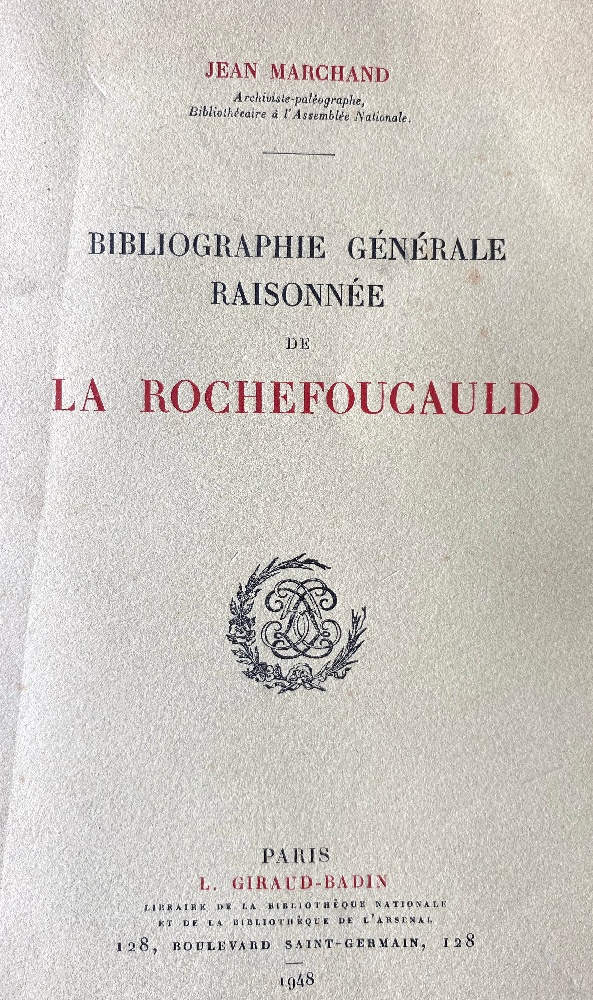 JEAN MARCHAND
Archiviste-paléographe,
Bibliothécaire à l'Assemblée Nationale.
BIBLIOGRAPHIE GÉNÉRALE
RAISONNÉE
DE
LA ROCHEFOUCAULD
PARIS
L. GIRAUD-BADIN
LIBRAIRE DE LA BIBLIOTHÈQUE NATIONALE
ET DE LA BIBLIOTHÈQUE DE L'ARSENAL
128, BOULEVARD SAINT-GERMAIN, 128
1948